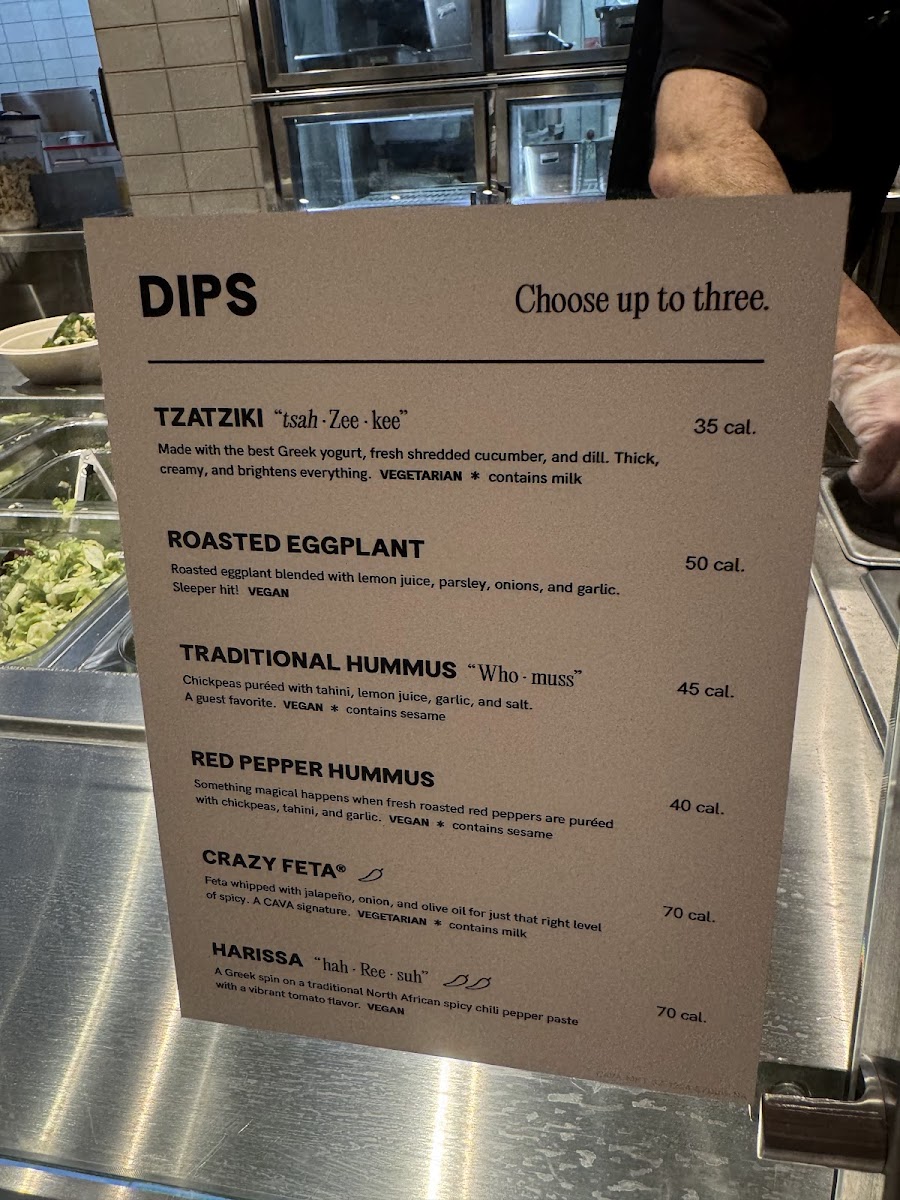 DIPS
Choose up to three.
TZATZIKI “tsah · Zee · kee”
35 cal.
Made with the best Greek yogurt, fresh shredded cucumber, and dill. Thick,
creamy, and brightens everything. VEGETARIAN * contains milk
ROASTED EGGPLANT
50 cal.
Roasted eggplant blended with lemon juice, parsley, onions, and garlic.
Sleeper hit! VEGAN
TRADITIONAL HUMMUS “Who · muss”
45 cal.
Chickpeas puréed with tahini, lemon juice, garlic, and salt.
A guest favorite. VEGAN * contains sesame
RED PEPPER HUMMUS
40 cal.
Something magical happens when fresh roasted red peppers are puréed
with chickpeas, tahini, and garlic. VEGAN * contains sesame
CRAZY FETA®
70 cal.
Feta whipped with jalapeño, onion, and olive oil for just that right level
of spicy. A CAVA signature. VEGETARIAN * contains milk
HARISSA “hah · Ree · suh”
70 cal.
A Greek spin on a traditional North African spicy chili pepper paste
with a vibrant tomato flavor. VEGAN